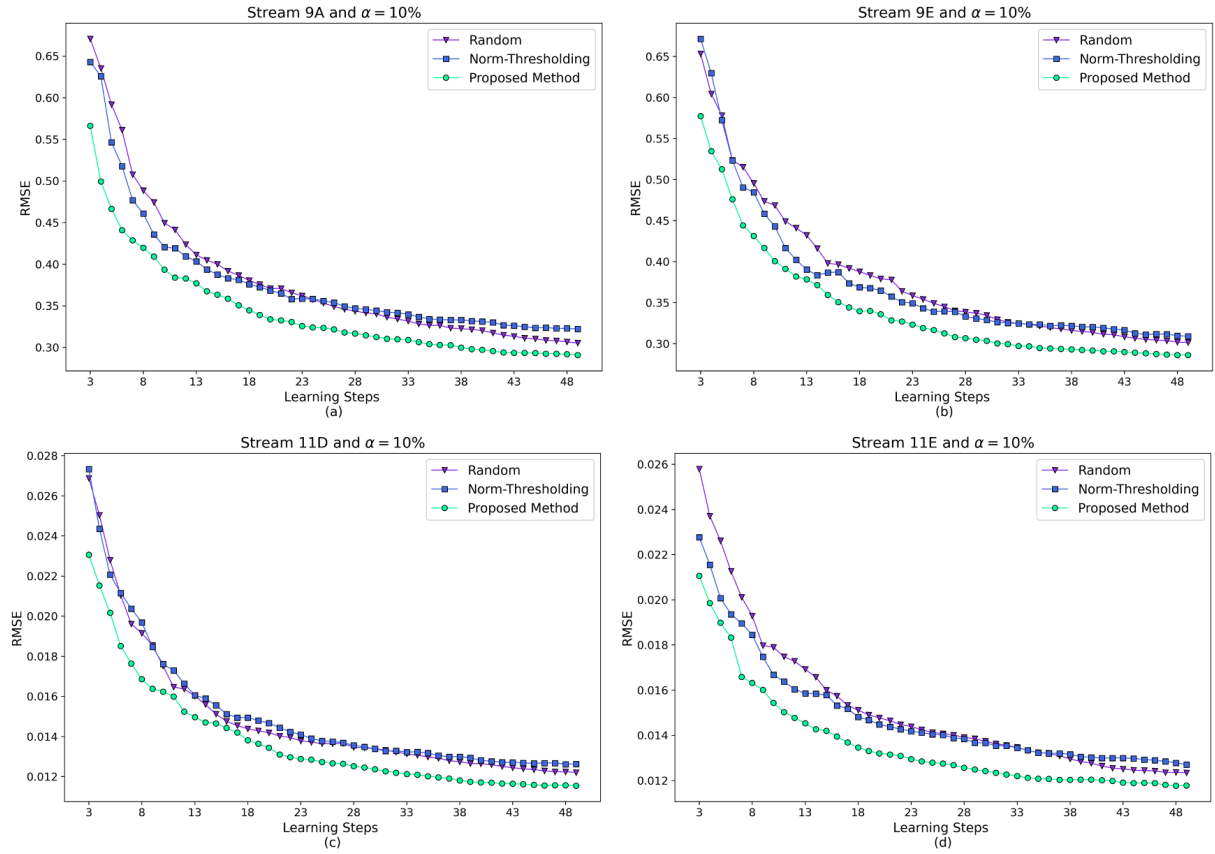 Stream 9A and α = 10%
RMSE
0.65
0.60
0.55
0.50
0.45
0.40
0.35
0.30
Random
Norm-Thresholding
Proposed Method
3 8 13 18 23 28 33 38 43 48
Learning Steps
(a)
Stream 9E and α = 10%
RMSE
0.65
0.60
0.55
0.50
0.45
0.40
0.35
0.30
Random
Norm-Thresholding
Proposed Method
3 8 13 18 23 28 33 38 43 48
Learning Steps
(b)
Stream 11D and α = 10%
RMSE
0.028
0.026
0.024
0.022
0.020
0.018
0.016
0.014
0.012
Random
Norm-Thresholding
Proposed Method
3 8 13 18 23 28 33 38 43 48
Learning Steps
(c)
Stream 11E and α = 10%
RMSE
0.026
0.024
0.022
0.020
0.018
0.016
0.014
0.012
Random
Norm-Thresholding
Proposed Method
3 8 13 18 23 28 33 38 43 48
Learning Steps
(d)